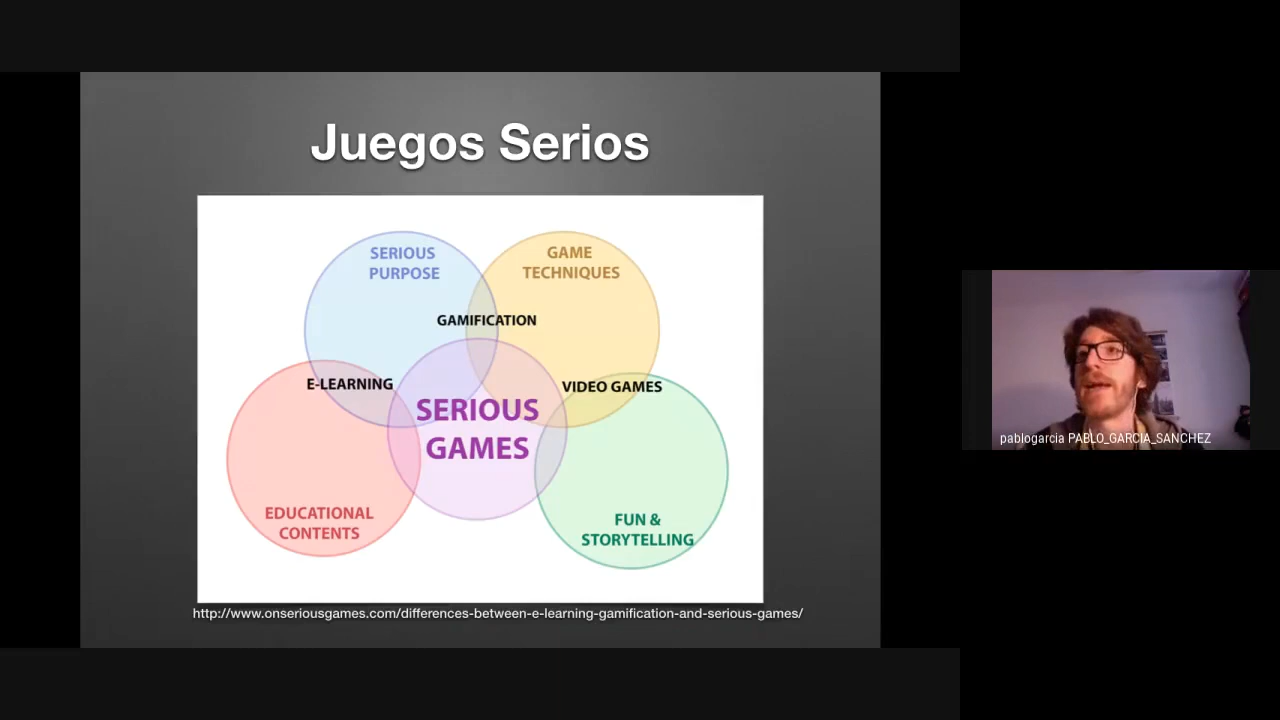 Juegos Serios
SERIOUS
PURPOSE
GAME
TECHNIQUES
GAMIFICATION
E-LEARNING
VIDEO GAMES
SERIOUS
GAMES
EDUCATIONAL
CONTENTS
FUN &
STORYTELLING
http://www.onseriousgames.com/differences-between-e-learning-gamification-and-serious-games/
pablogarcia PABLO_GARCIA_SANCHEZ